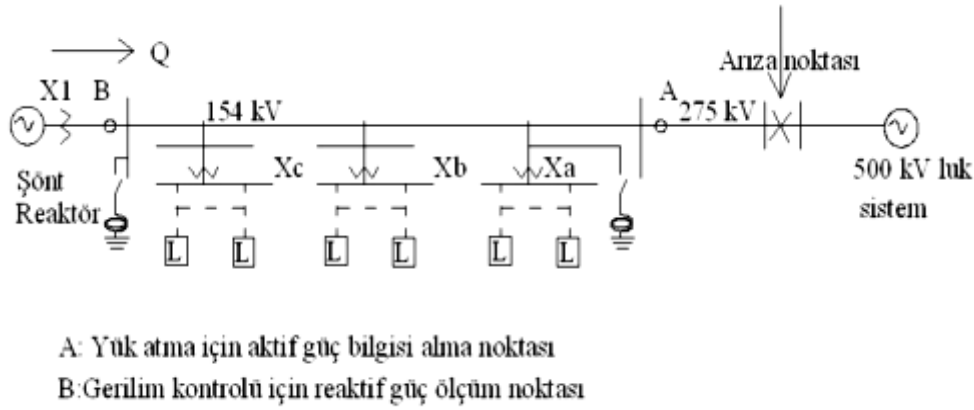 Q
Arıza noktası
X1 B
A
154 kV
275 kV
Şönt
Reaktör
Xc
Xb
Xa
500 kV luk
sistem
L L L L L L
A: Yük atma için aktif güç bilgisi alma noktası
B:Gerilim kontrolü için reaktif güç ölçüm noktası